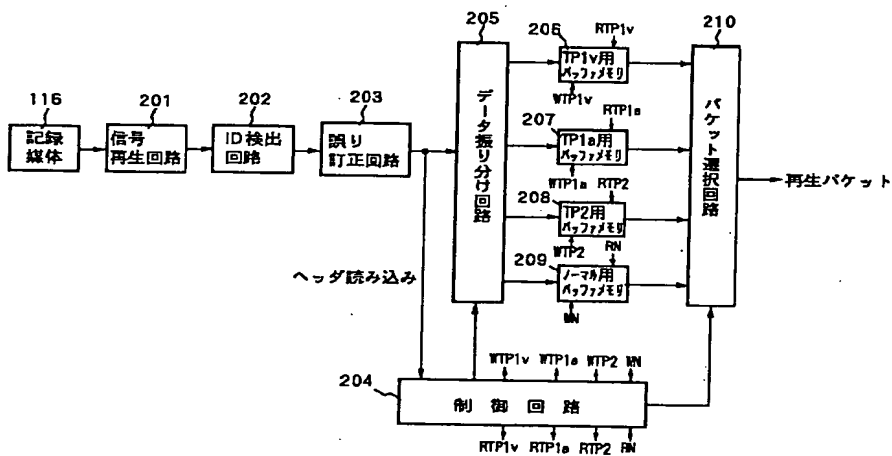 205
206
RTP1v
210
TP1v用
バッファメモリ
WTP1v
116
201
202
203
記録
媒体
信号
再生回路
ID検出
回路
誤り
訂正回路
データ振り分け回路
207
RTP1a
TP1a用
バッファメモリ
WTP1a
RTP2
208
TP2用
バッファメモリ
WTP2
RN
209
ノーマル用
バッファメモリ
WN
パケット選択回路
再生パケット
ヘッダ読み込み
WTP1v
WTP1a
WTP2
WN
204
制御回路
RTP1v
RTP1a
RTP2
RN